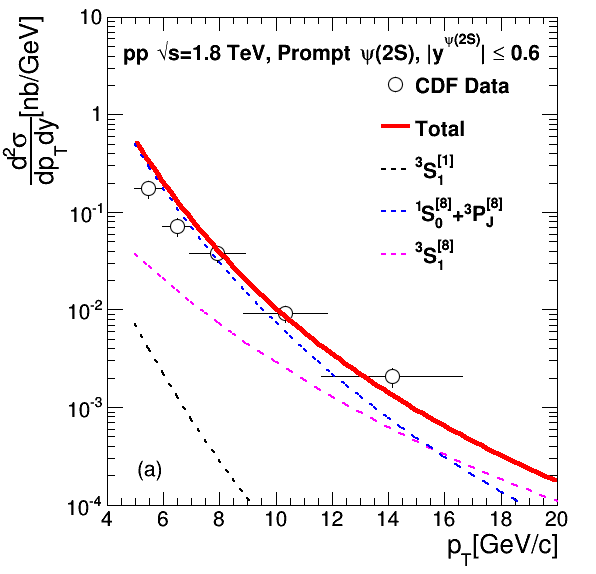 pp √s=1.8 TeV, Prompt ψ(2S), |y^ψ(2S)| ≤ 0.6
CDF Data
Total
³S₁^[1]
¹S₀^[8]+³P_J^[8]
³S₁^[8]
d²σ/dp_Tdy[nb/GeV]
10
1
10⁻¹
10⁻²
10⁻³
10⁻⁴
(a)
4 6 8 10 12 14 16 18 20
p_T[GeV/c]